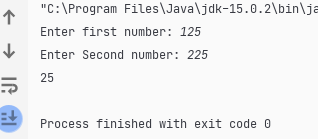 "C:\Program Files\Java\jdk-15.0.2\bin\ja
Enter first number: 125
Enter Second number: 225
25
Process finished with exit code 0